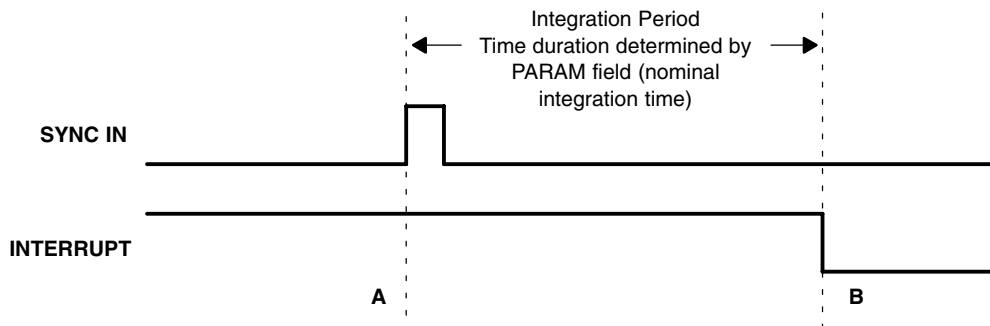 Integration Period
Time duration determined by
PARAM field (nominal
integration time)
SYNC IN
INTERRUPT
A
B